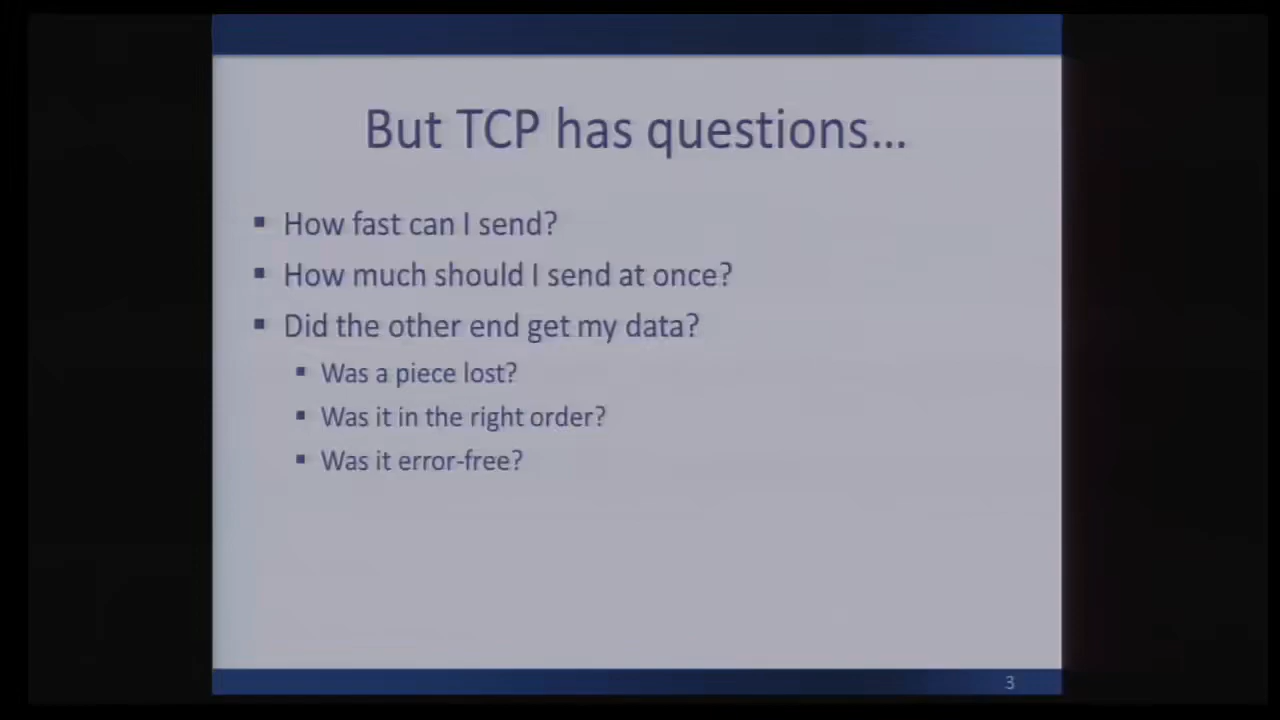 But TCP has questions...
▪ How fast can I send?
▪ How much should I send at once?
▪ Did the other end get my data?
▪ Was a piece lost?
▪ Was it in the right order?
▪ Was it error-free?
3